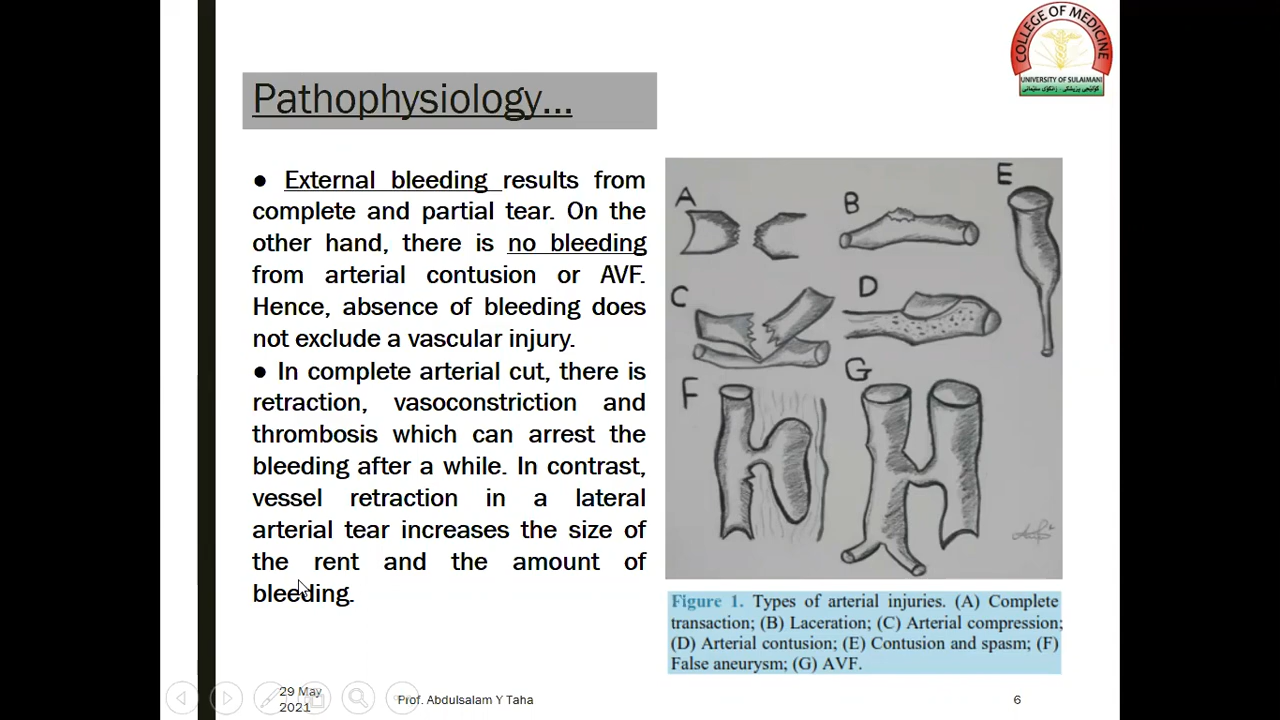 COLLEGE OF MEDICINE
UNIVERSITY OF SULAIMANI
كۆلێجی پزیشکی - زانکۆی سلێمانی
Pathophysiology...
● External bleeding results from
complete and partial tear. On the
other hand, there is no bleeding
from arterial contusion or AVF.
Hence, absence of bleeding does
not exclude a vascular injury.
● In complete arterial cut, there is
retraction, vasoconstriction and
thrombosis which can arrest the
bleeding after a while. In contrast,
vessel retraction in a lateral
arterial tear increases the size of
the rent and the amount of
bleeding.
A
B
E
C
D
F
G
Figure 1. Types of arterial injuries. (A) Complete
transaction; (B) Laceration; (C) Arterial compression;
(D) Arterial contusion; (E) Contusion and spasm; (F)
False aneurysm; (G) AVF.
29 May
2021
Prof. Abdulsalam Y Taha
6